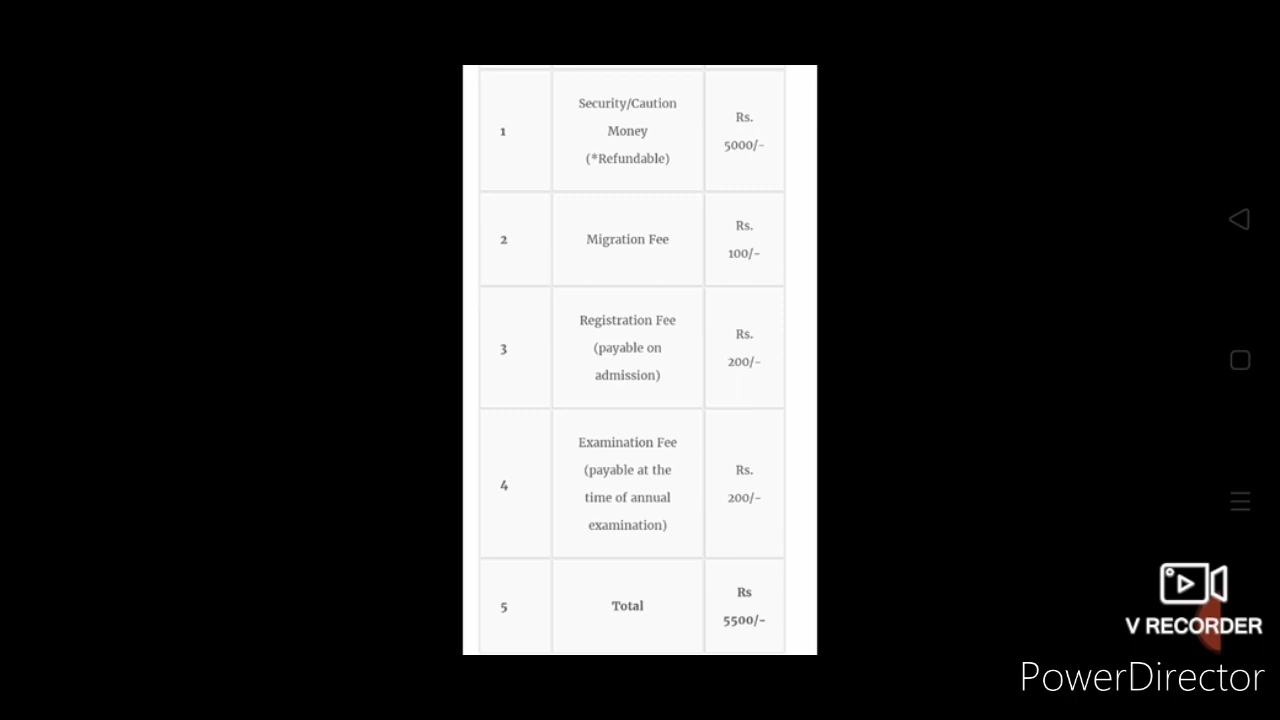 1
Security/Caution
Money
(*Refundable)
Rs.
5000/-
2
Migration Fee
Rs.
100/-
3
Registration Fee
(payable on
admission)
Rs.
200/-
4
Examination Fee
(payable at the
time of annual
examination)
Rs.
200/-
5
Total
Rs
5500/-
V RECORDER
PowerDirector